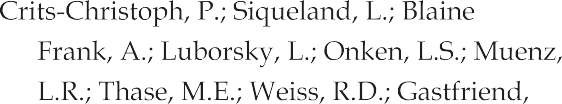 Crits-Christoph, P.; Siqueland, L.; Blaine
Frank, A.; Luborsky, L.; Onken, L.S.; Muenz,
L.R.; Thase, M.E.; Weiss, R.D.; Gastfriend,